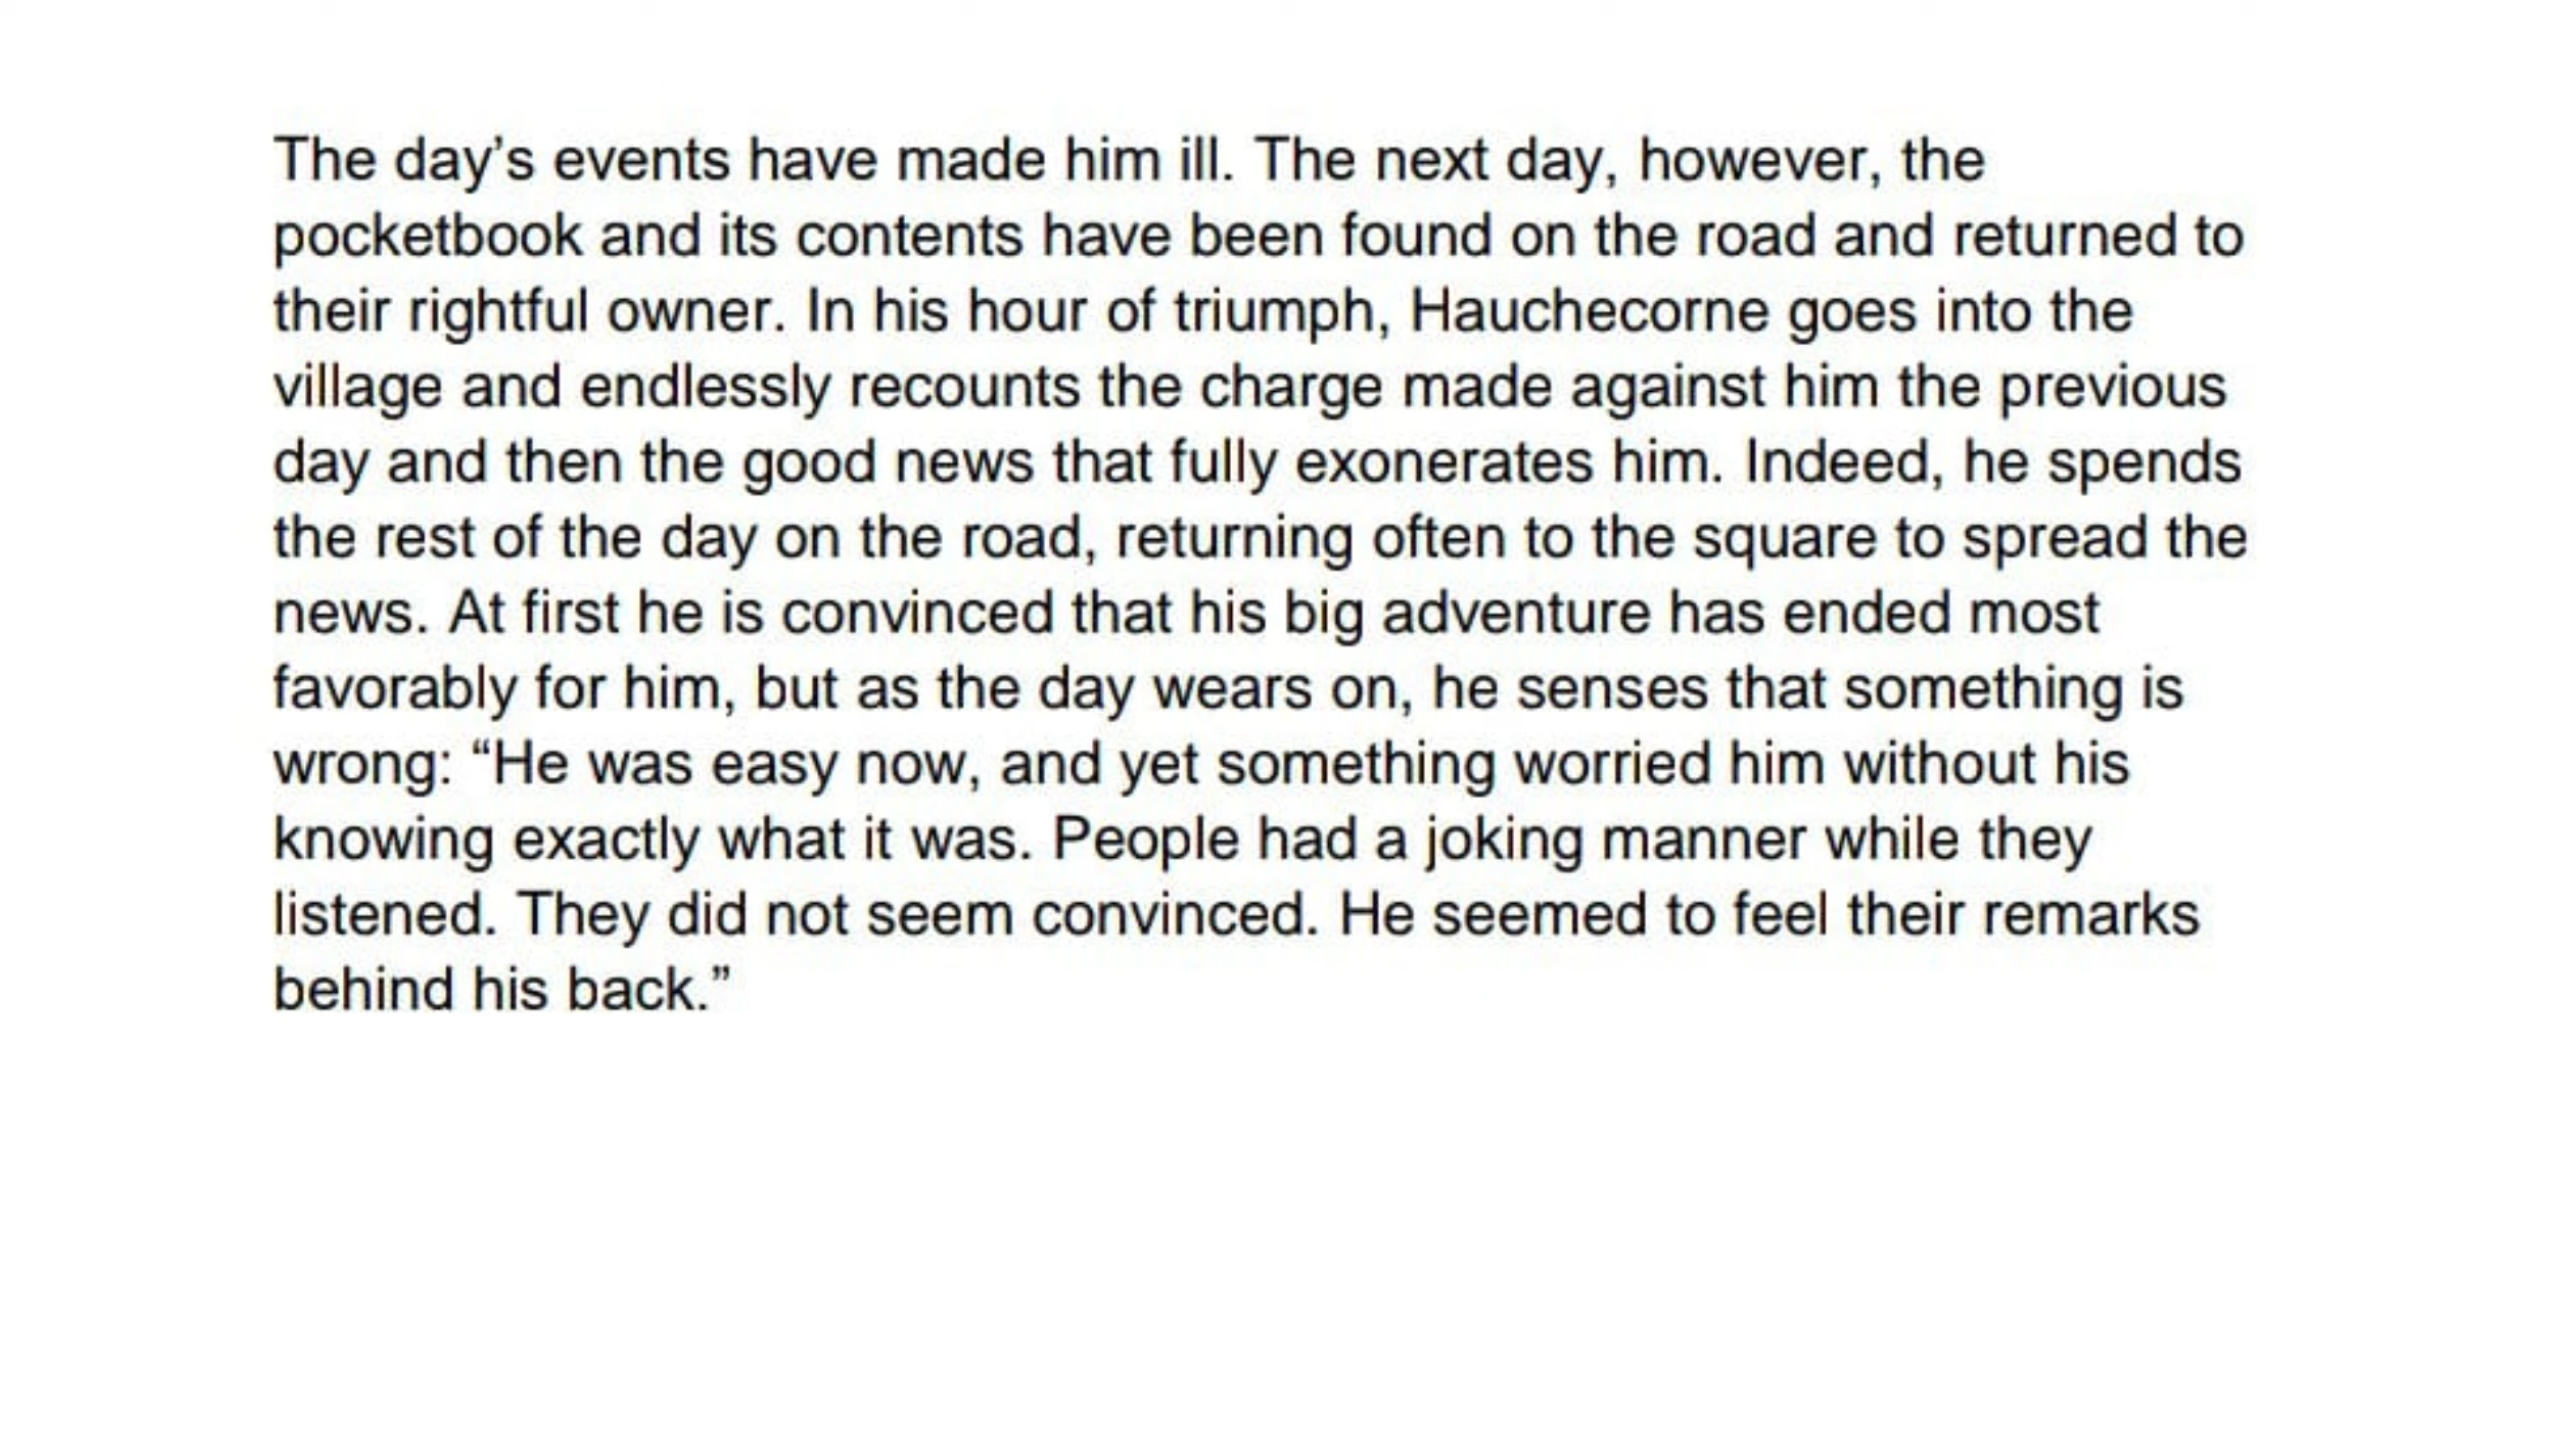 The day’s events have made him ill. The next day, however, the
pocketbook and its contents have been found on the road and returned to
their rightful owner. In his hour of triumph, Hauchecorne goes into the
village and endlessly recounts the charge made against him the previous
day and then the good news that fully exonerates him. Indeed, he spends
the rest of the day on the road, returning often to the square to spread the
news. At first he is convinced that his big adventure has ended most
favorably for him, but as the day wears on, he senses that something is
wrong: “He was easy now, and yet something worried him without his
knowing exactly what it was. People had a joking manner while they
listened. They did not seem convinced. He seemed to feel their remarks
behind his back.”